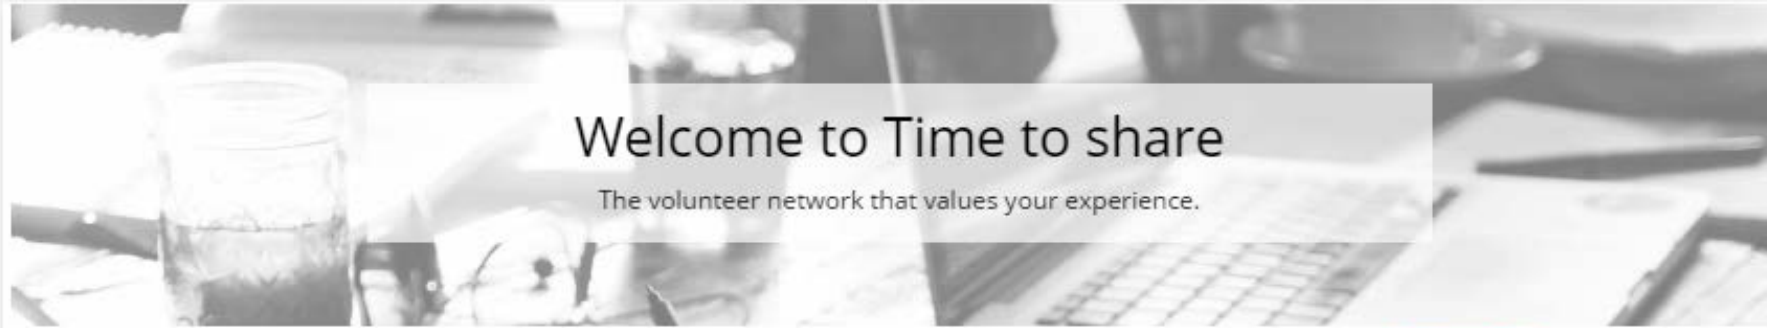 Welcome to Time to share
The volunteer network that values your experience.